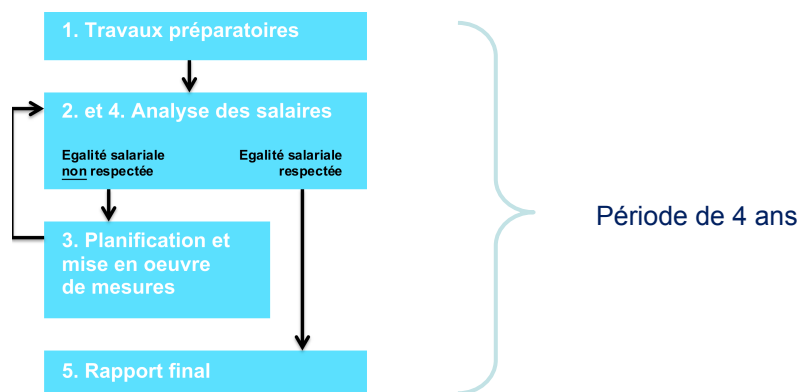 1. Travaux préparatoires
2. et 4. Analyse des salaires
Egalité salariale
non respectée
Egalité salariale
respectée
3. Planification et
mise en oeuvre
de mesures
5. Rapport final
Période de 4 ans